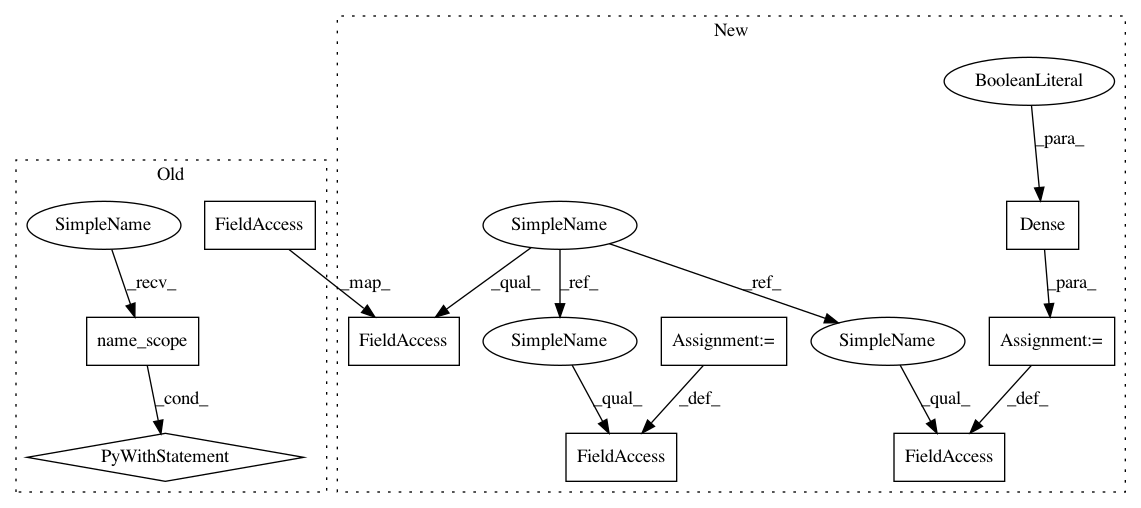 New
BooleanLiteral
_para_
Old
SimpleName
FieldAccess
SimpleName
Dense
_recv_
_map_
_qual_
_ref_
_ref_
_para_
name_scope
FieldAccess
SimpleName
Assignment:=
SimpleName
Assignment:=
_cond_
_qual_
_def_
_qual_
_def_
PyWithStatement
FieldAccess
FieldAccess